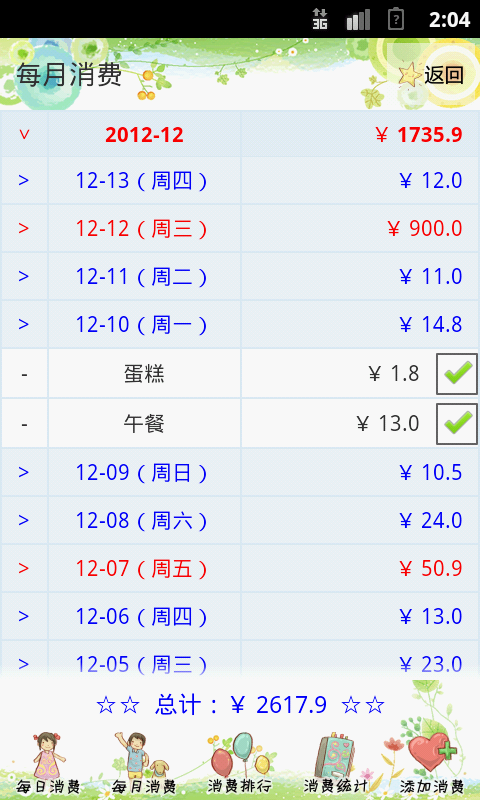 3G 2:04
每月消费 返回
˅ 2012-12 ¥ 1735.9
> 12-13 ( 周四 ) ¥ 12.0
> 12-12 ( 周三 ) ¥ 900.0
> 12-11 ( 周二 ) ¥ 11.0
> 12-10 ( 周一 ) ¥ 14.8
- 蛋糕 ¥ 1.8
- 午餐 ¥ 13.0
> 12-09 ( 周日 ) ¥ 10.5
> 12-08 ( 周六 ) ¥ 24.0
> 12-07 ( 周五 ) ¥ 50.9
> 12-06 ( 周四 ) ¥ 13.0
> 12-05 ( 周三 ) ¥ 23.0
☆☆ 总计：¥ 2617.9 ☆☆
每日消费 每月消费 消费排行 消费统计 添加消费